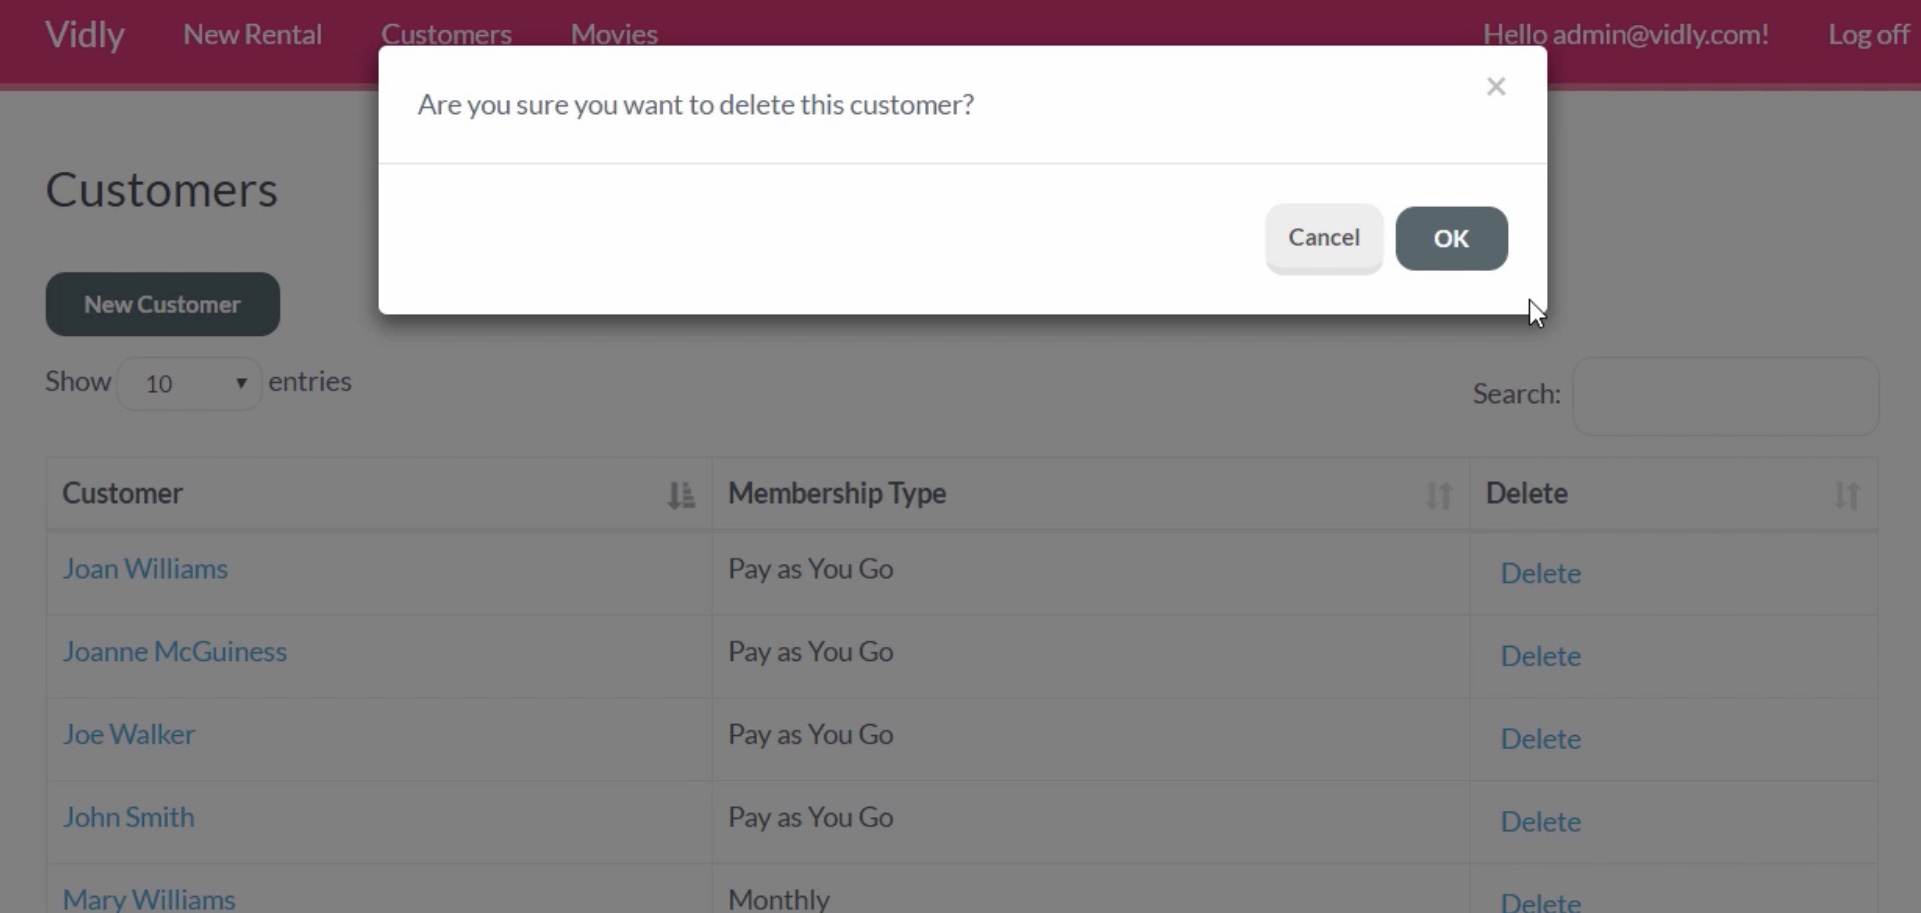 Vidly New Rental Customers Movies Hello admin@vidly.com! Log off
Are you sure you want to delete this customer? ×
Cancel OK
Customers
New Customer
Show 10 entries Search:
Customer Membership Type Delete
Joan Williams Pay as You Go Delete
Joanne McGuiness Pay as You Go Delete
Joe Walker Pay as You Go Delete
John Smith Pay as You Go Delete
Mary Williams Monthly Delete